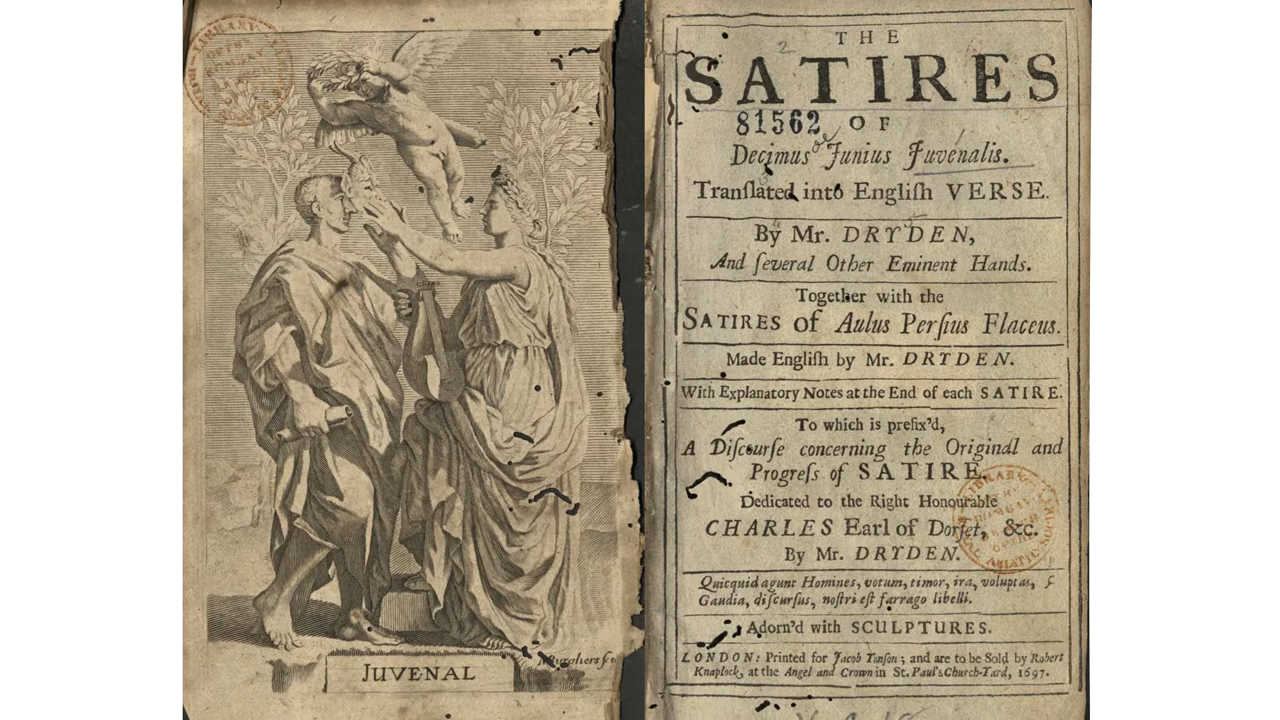 LIBRARY
JUVENAL
Burghers ſcu
THE
SATIRES
81562 OF
Decimus Junius Juvenalis.
Tranſlated into Engliſh VERSE.
By Mr. DRYDEN,
And ſeveral Other Eminent Hands.
Together with the
SATIRES of Aulus Perſius Flaceus.
Made Engliſh by Mr. DRYDEN.
With Explanatory Notes at the End of each SATIRE.
To which is prefix'd,
A Diſcourſe concerning the Original and
Progreſs of SATIRE.
Dedicated to the Right Honourable
CHARLES Earl of Dorſet, &c.
By Mr. DRYDEN.
Quicquid agunt Homines, votum, timor, ira, voluptas,
Gaudia, diſcurſus, noſtri eſt farrago libelli.
Adorn'd with SCULPTURES.
LONDON: Printed for Jacob Tonſon; and are to be Sold by Robert
Knaplock, at the Angel and Crown in St. Paul's Church-Yard, 1697.